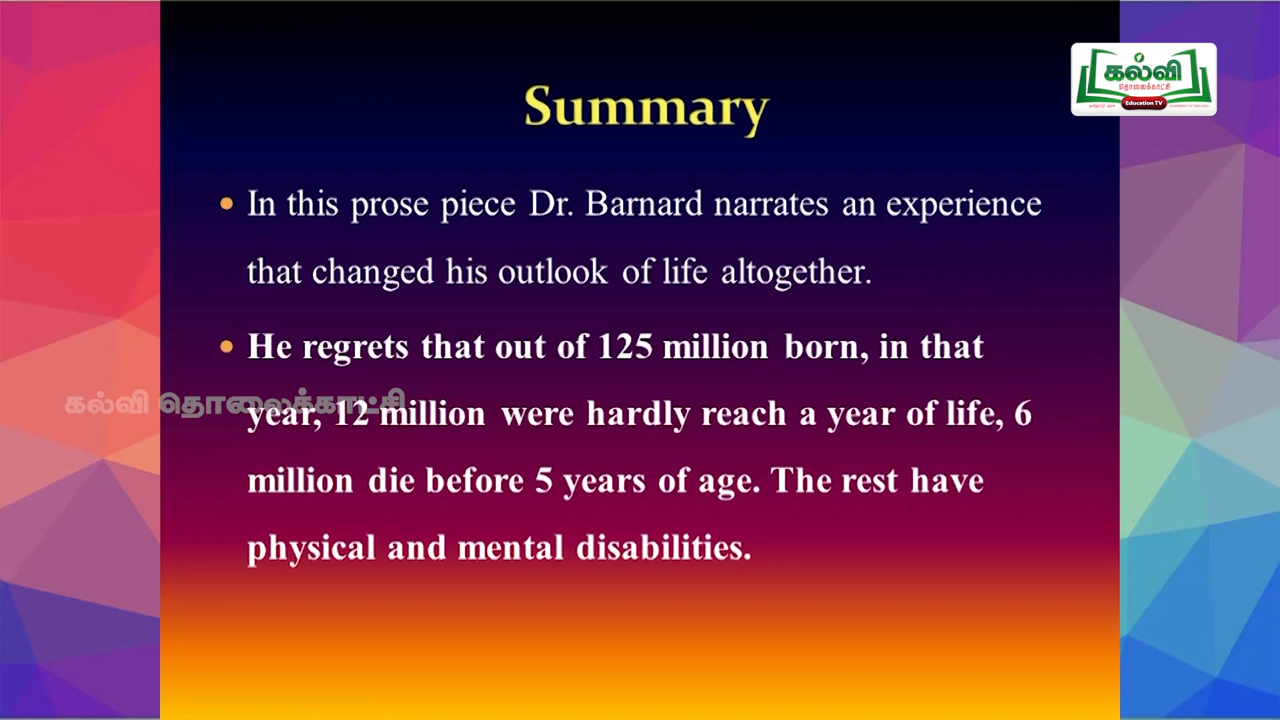 கல்வி
தொலைக்காட்சி
Education TV
Summary
• In this prose piece Dr. Barnard narrates an experience
that changed his outlook of life altogether.
• He regrets that out of 125 million born, in that
கல்வி தொலைக்காட்சி
year, 12 million were hardly reach a year of life, 6
million die before 5 years of age. The rest have
physical and mental disabilities.